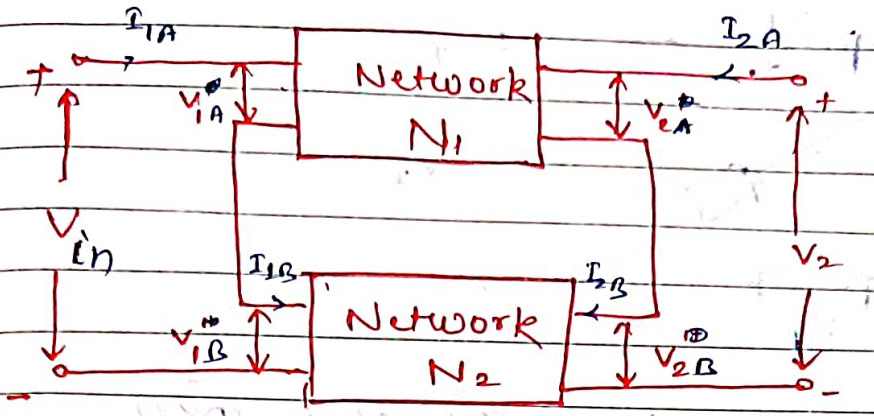 I1A
I2A
+
V1A
Network
N1
V2A
+
Vin
V2
I1B
I2B
V1B
Network
N2
V2B
-
-